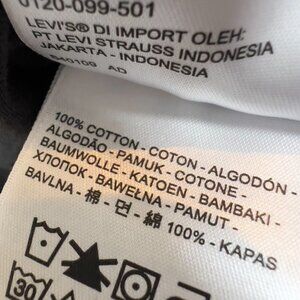 0120-099-501
LEVI'S® DI IMPORT OLEH:
PT LEVI STRAUSS INDONESIA
JAKARTA - INDONESIA
AD
100% COTTON - COTON - ALGODÓN -
ALGODÃO - PAMUK - COTONE -
BAUMWOLLE - KATOEN - BAMBAKI -
ХЛОПОК - BAWEŁNA - PAMUT -
BAVLNA - 棉 - 면 - 綿 100% - KAPAS
30